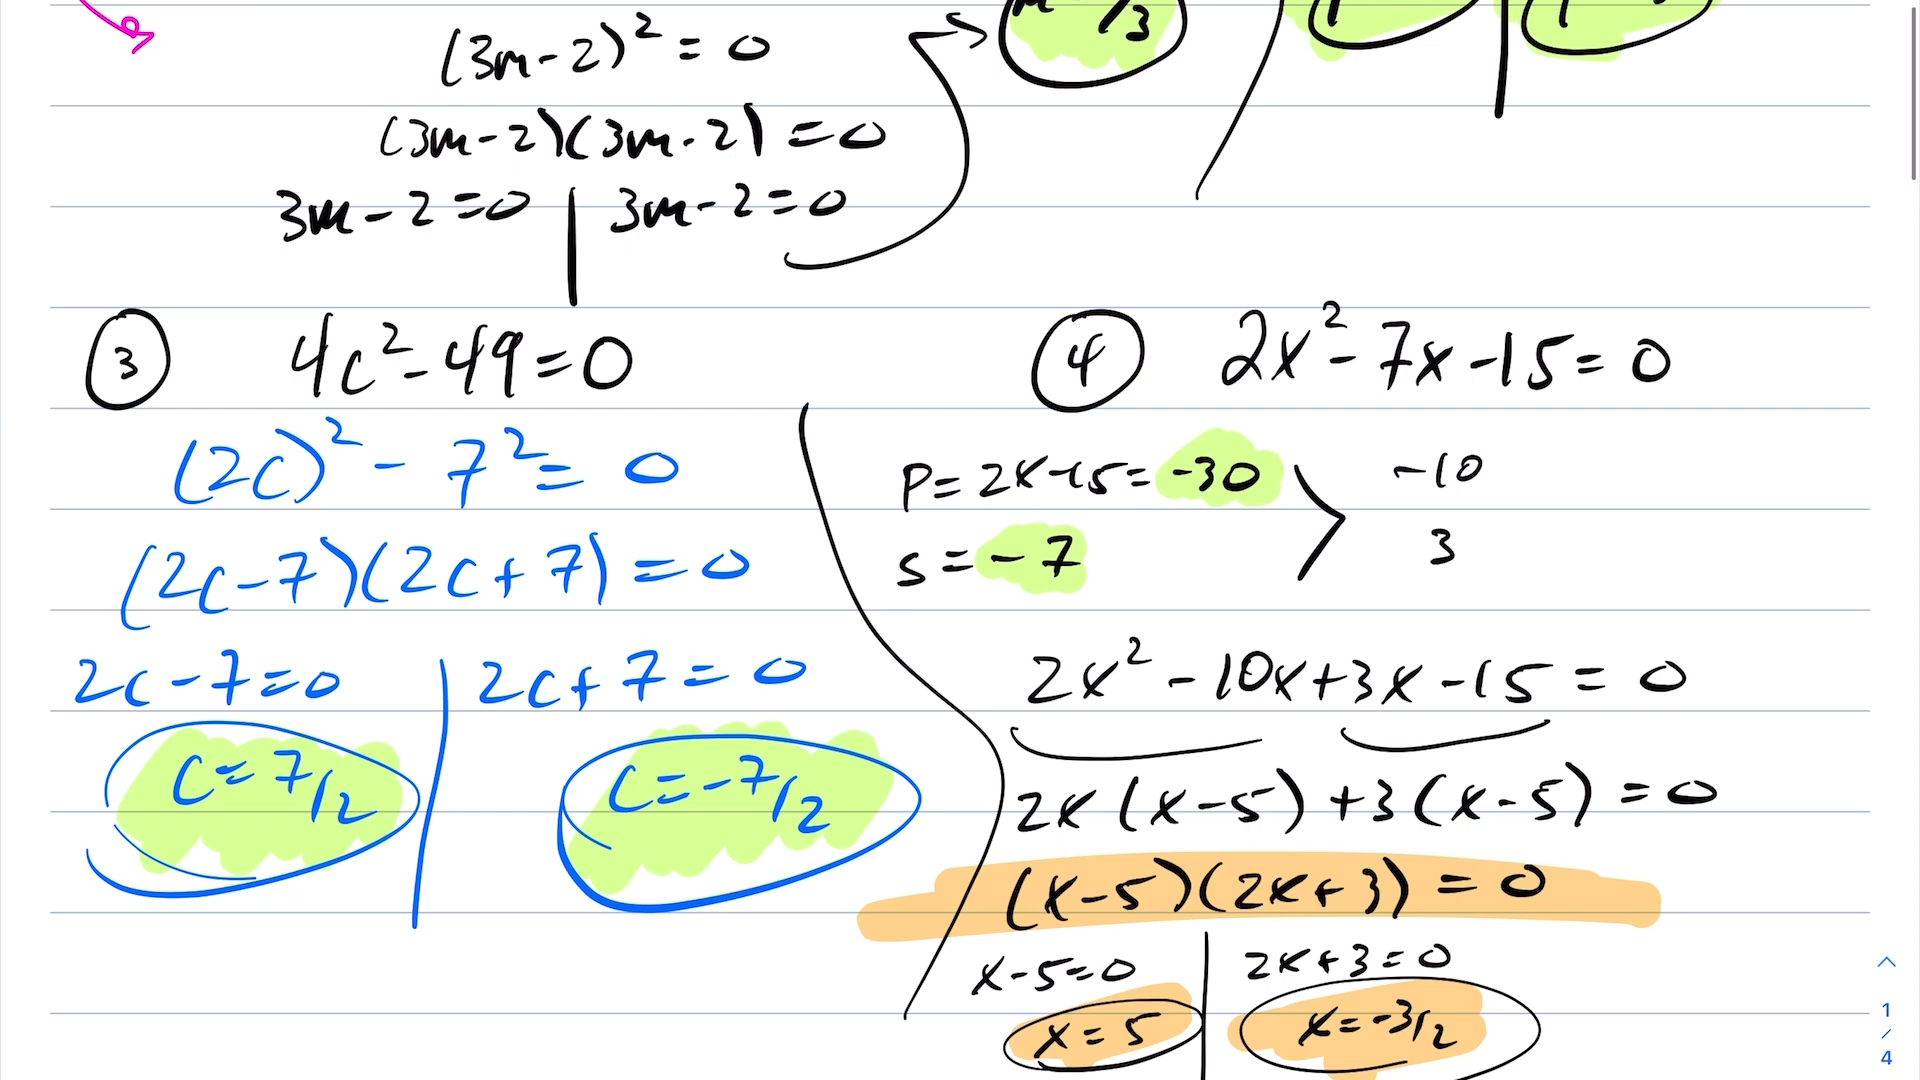 (3m-2)² = 0
(3m-2)(3m-2) = 0
3m-2=0 | 3m-2=0
/3
③ 4c²-49=0
(2c)² - 7² = 0
(2c-7)(2c+7) = 0
2c-7=0 | 2c+7=0
c=7/2
c=-7/2
④ 2x²-7x-15=0
P=2x-15=-30
-10
S=-7
3
2x²-10x+3x-15=0
2x(x-5)+3(x-5)=0
(x-5)(2x+3)=0
x-5=0 | 2x+3=0
x=5
x=-3/2
1
/
4